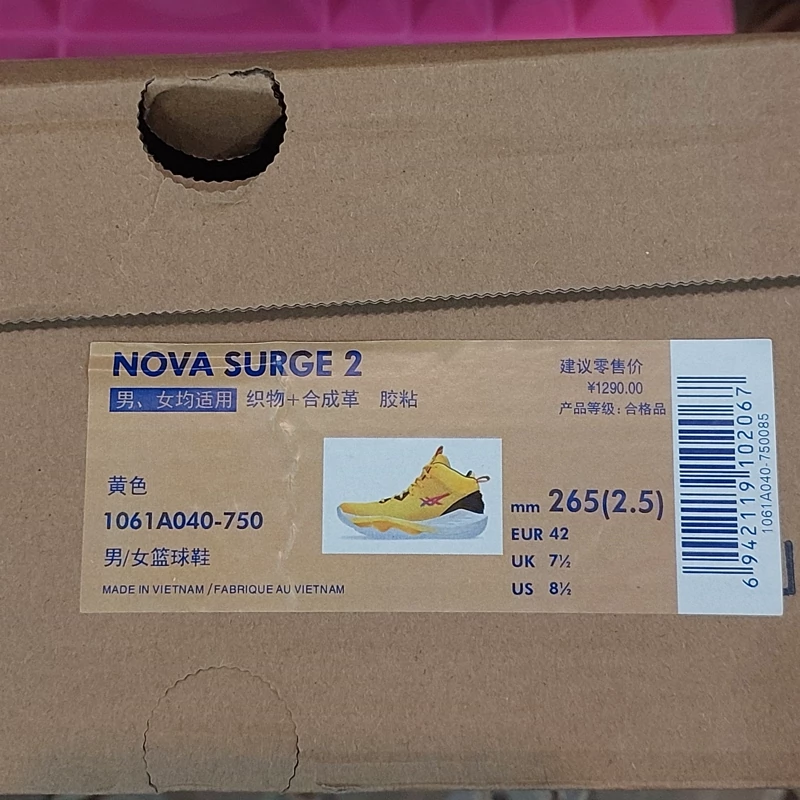 NOVA SURGE 2
男、女均适用 织物+合成革 胶粘
建议零售价
¥1290.00
产品等级:合格品
黄色
1061A040-750
男/女篮球鞋
MADE IN VIETNAM / FABRIQUE AU VIETNAM
mm 265(2.5)
EUR 42
UK 7½
US 8½
6942119102067
1061A040-750085